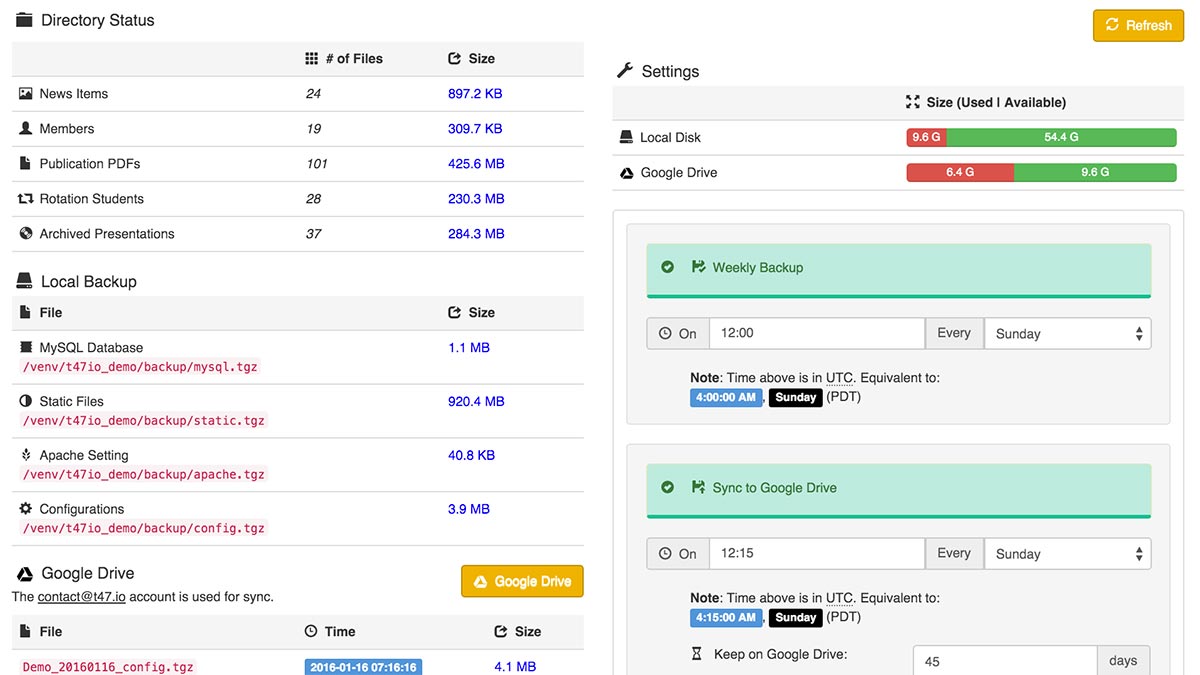 Directory Status
# of Files Size
News Items 24 897.2 KB
Members 19 309.7 KB
Publication PDFs 101 425.6 MB
Rotation Students 28 230.3 MB
Archived Presentations 37 284.3 MB
Local Backup
File Size
MySQL Database 1.1 MB
/venv/t47io_demo/backup/mysql.tgz
Static Files 920.4 MB
/venv/t47io_demo/backup/static.tgz
Apache Setting 40.8 KB
/venv/t47io_demo/backup/apache.tgz
Configurations 3.9 MB
/venv/t47io_demo/backup/config.tgz
Google Drive Google Drive
The contact@t47.io account is used for sync.
File Time Size
Demo_20160116_config.tgz 2016-01-16 07:16:16 4.1 MB
Refresh
Settings
Size (Used | Available)
Local Disk 9.6 G 54.4 G
Google Drive 6.4 G 9.6 G
Weekly Backup
On 12:00 Every Sunday
Note: Time above is in UTC. Equivalent to:
4:00:00 AM, Sunday (PDT)
Sync to Google Drive
On 12:15 Every Sunday
Note: Time above is in UTC. Equivalent to:
4:15:00 AM, Sunday (PDT)
Keep on Google Drive: 45 days